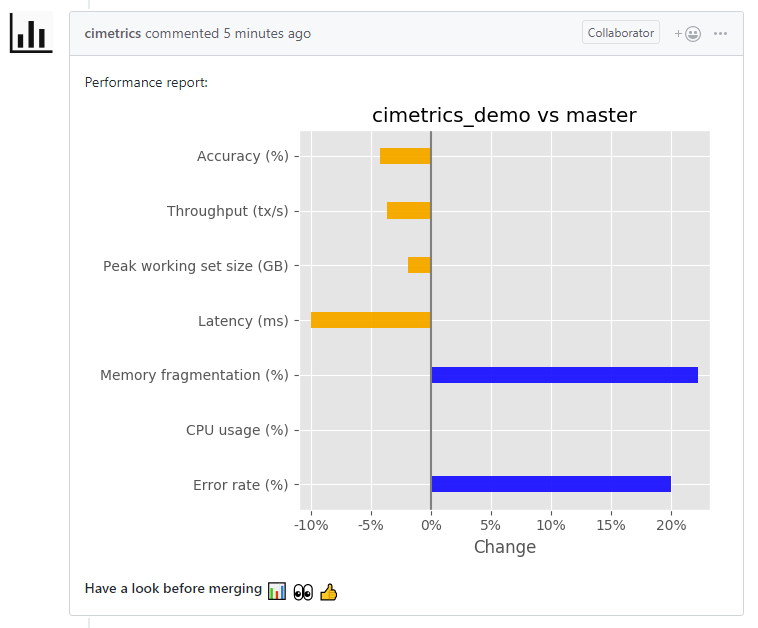 cimetrics commented 5 minutes ago
Collaborator
Performance report:
cimetrics_demo vs master
Accuracy (%)
Throughput (tx/s)
Peak working set size (GB)
Latency (ms)
Memory fragmentation (%)
CPU usage (%)
Error rate (%)
-10% -5% 0% 5% 10% 15% 20%
Change
Have a look before merging 📊 👀 👍